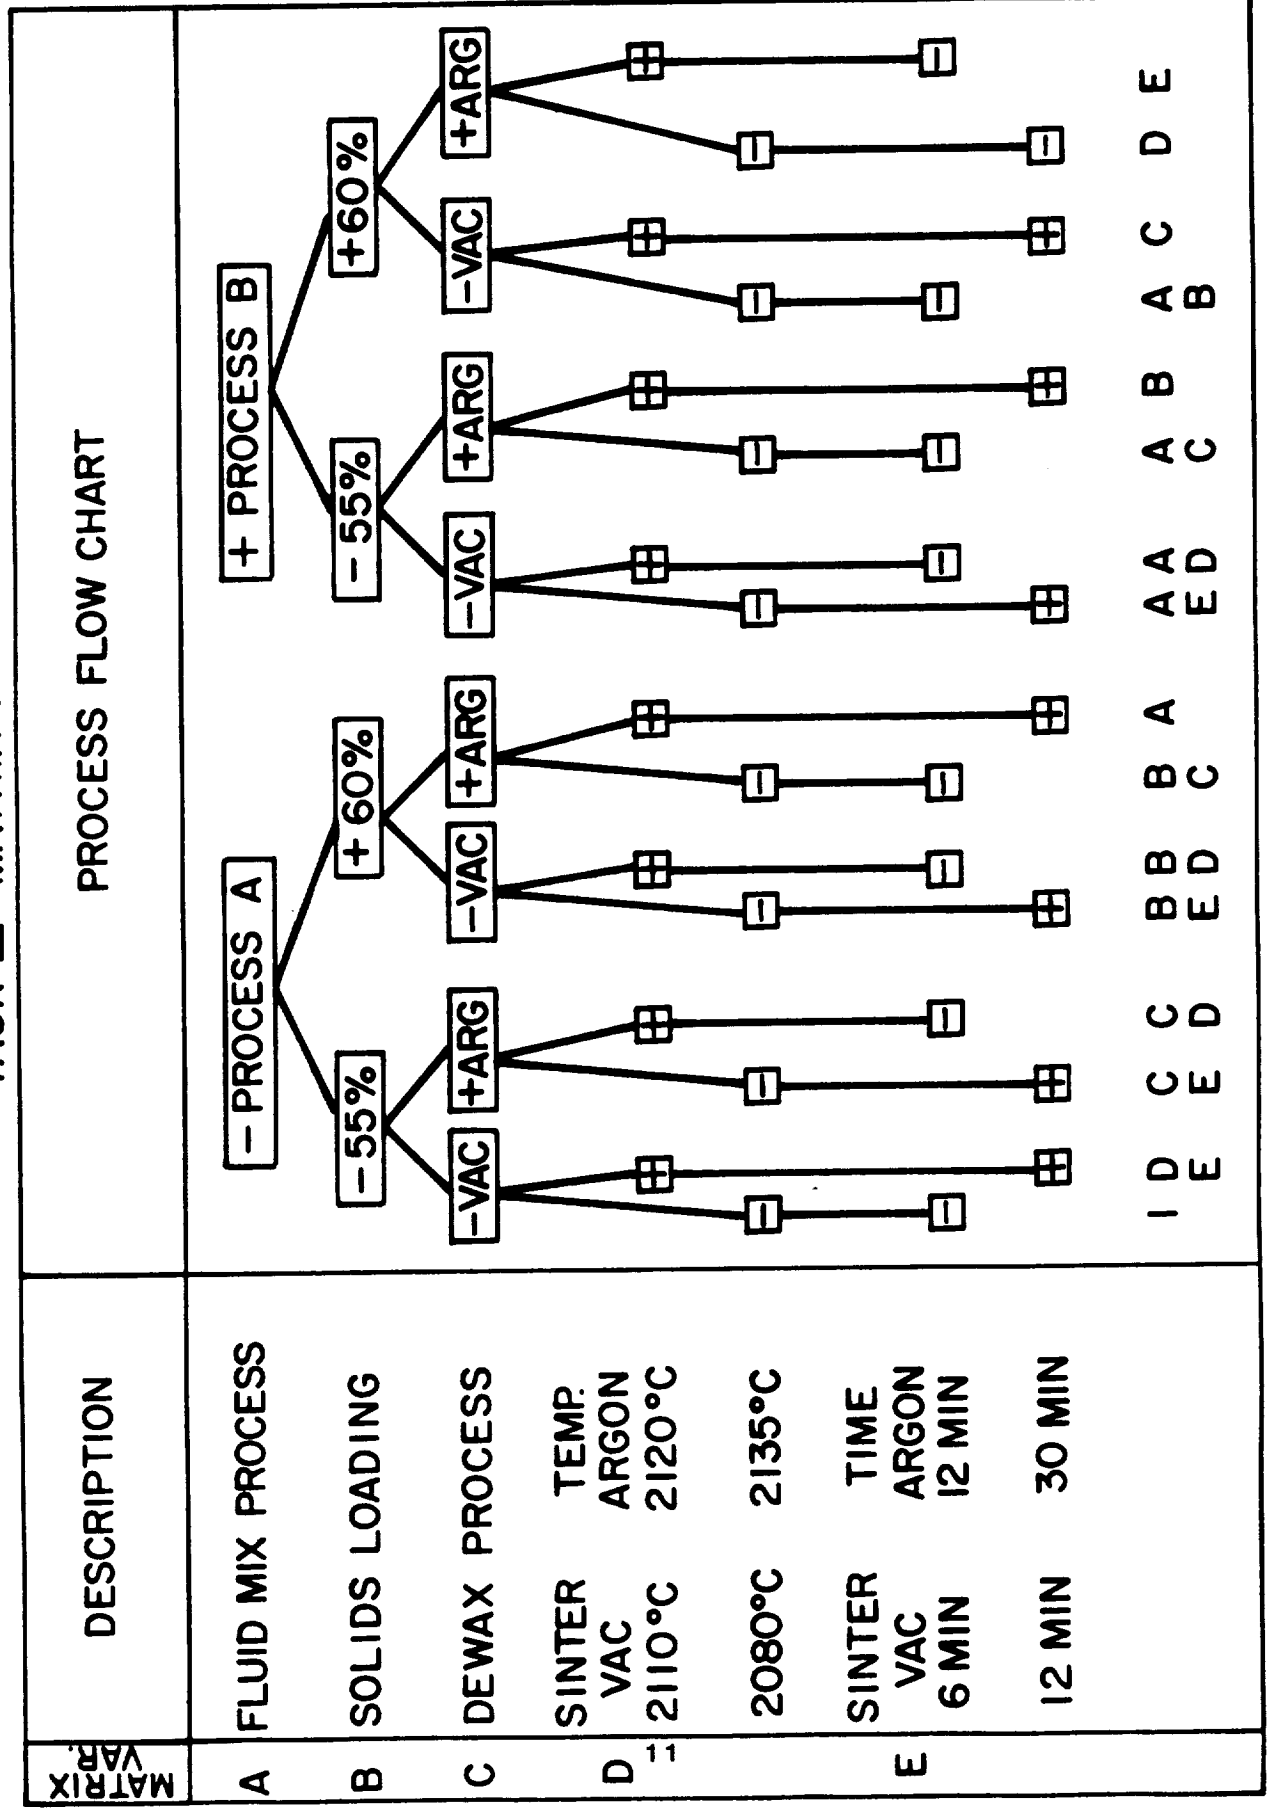 MATRIX VAR.
DESCRIPTION
PROCESS FLOW CHART
A FLUID MIX PROCESS - PROCESS A + PROCESS B
B SOLIDS LOADING -55% +60% -55% +60%
C DEWAX PROCESS -VAC +ARG -VAC +ARG -VAC +ARG -VAC +ARG
SINTER TEMP.
D VAC ARGON
2110°C 2120°C + + + + + + + +
2080°C 2135°C - - - - - - - -
SINTER TIME
E VAC ARGON
6 MIN 12 MIN - - - - - - - -
12 MIN 30 MIN + + + + + + + -
I D C C B B B A A A A B A C D E
E E D E D C E D C B
11